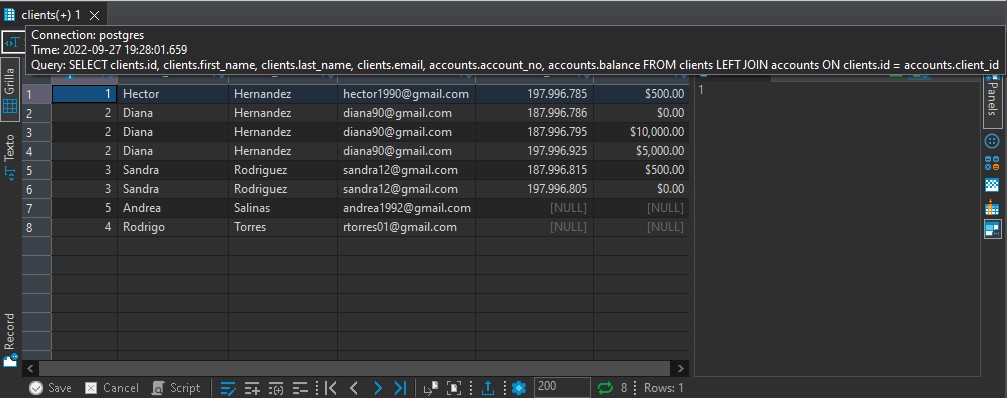 clients(+) 1
Connection: postgres
Time: 2022-09-27 19:28:01.659
Query: SELECT clients.id, clients.first_name, clients.last_name, clients.email, accounts.account_no, accounts.balance FROM clients LEFT JOIN accounts ON clients.id = accounts.client_id
Grilla
Texto
Record
1 1 Hector Hernandez hector1990@gmail.com 197.996.785 $500.00
2 2 Diana Hernandez diana90@gmail.com 187.996.786 $0.00
3 2 Diana Hernandez diana90@gmail.com 187.996.795 $10,000.00
4 2 Diana Hernandez diana90@gmail.com 197.996.925 $5,000.00
5 3 Sandra Rodriguez sandra12@gmail.com 187.996.815 $500.00
6 3 Sandra Rodriguez sandra12@gmail.com 197.996.805 $0.00
7 5 Andrea Salinas andrea1992@gmail.com [NULL] [NULL]
8 4 Rodrigo Torres rtorres01@gmail.com [NULL] [NULL]
1
Panels
Save Cancel Script 200 8 Rows: 1